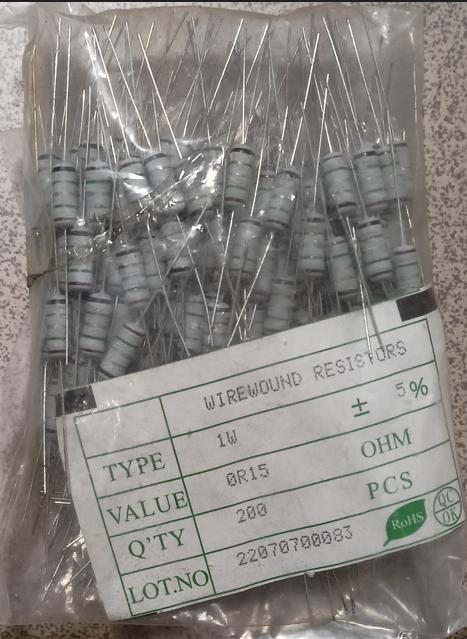 WIREWOUND RESISTORS
TYPE 1W ± 5%
VALUE 0R15 OHM
Q'TY 200 PCS
LOT.NO 22070700083
RoHS
QC
OK